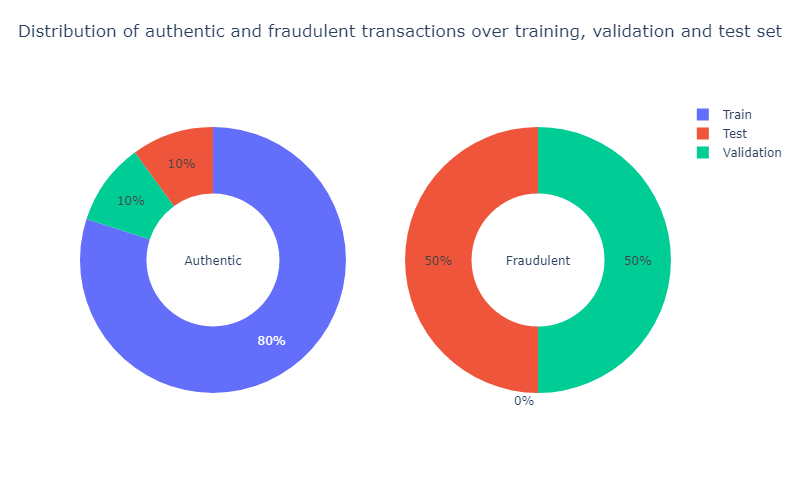 Distribution of authentic and fraudulent transactions over training, validation and test set
Train
Test
Validation
10%
10%
80%
Authentic
50%
50%
0%
Fraudulent